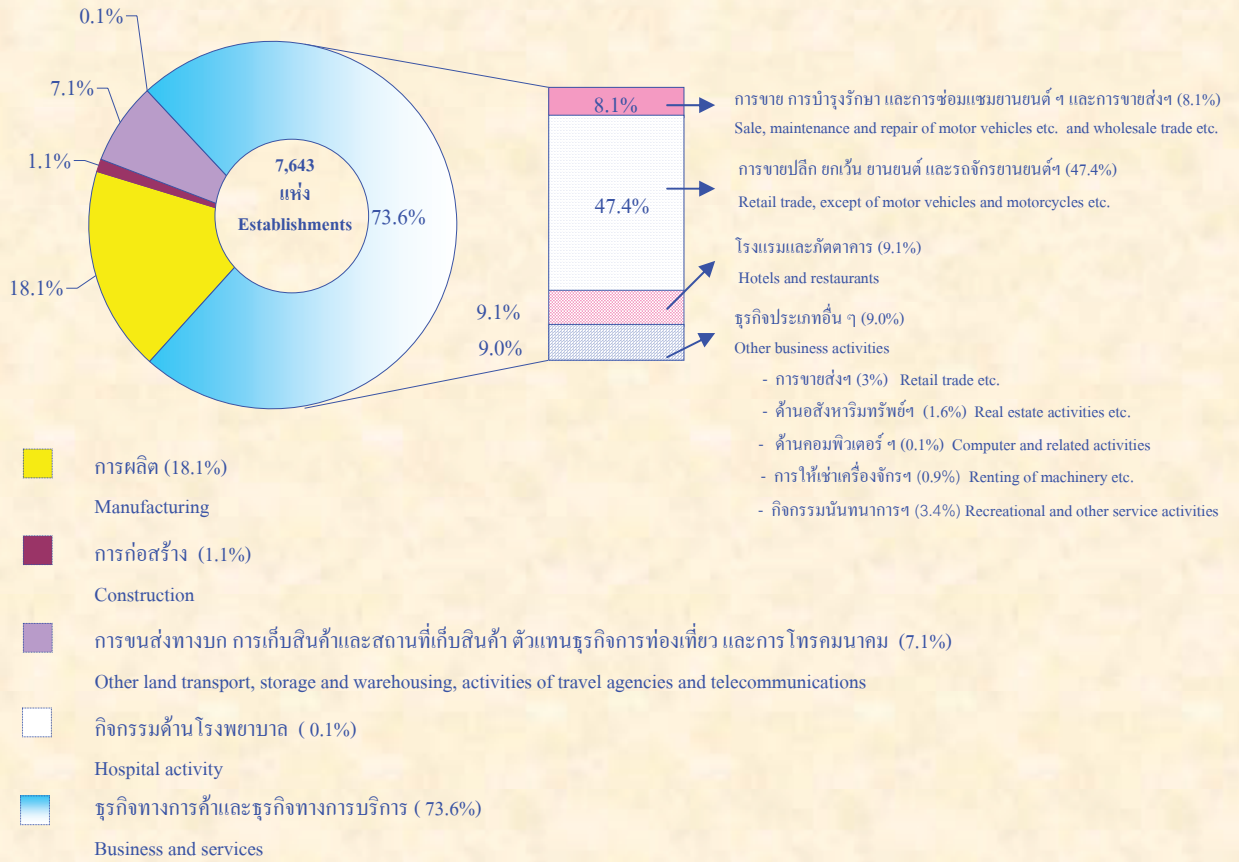 0.1%
7.1%
1.1%
18.1%
7,643
แห่ง
Establishments
73.6%
8.1%
47.4%
9.1%
9.0%
การขาย การบำรุงรักษา และการซ่อมแซมยานยนต์ ฯ และการขายส่งฯ (8.1%)
Sale, maintenance and repair of motor vehicles etc. and wholesale trade etc.
การขายปลีก ยกเว้น ยานยนต์ และรถจักรยานยนต์ฯ (47.4%)
Retail trade, except of motor vehicles and motorcycles etc.
โรงแรมและภัตตาคาร (9.1%)
Hotels and restaurants
ธุรกิจประเภทอื่น ๆ (9.0%)
Other business activities
- การขายส่งฯ (3%) Retail trade etc.
- ด้านอสังหาริมทรัพย์ฯ (1.6%) Real estate activities etc.
- ด้านคอมพิวเตอร์ ฯ (0.1%) Computer and related activities
- การให้เช่าเครื่องจักรฯ (0.9%) Renting of machinery etc.
- กิจกรรมนันทนาการฯ (3.4%) Recreational and other service activities
การผลิต (18.1%)
Manufacturing
การก่อสร้าง (1.1%)
Construction
การขนส่งทางบก การเก็บสินค้าและสถานที่เก็บสินค้า ตัวแทนธุรกิจการท่องเที่ยว และการโทรคมนาคม (7.1%)
Other land transport, storage and warehousing, activities of travel agencies and telecommunications
กิจกรรมด้านโรงพยาบาล ( 0.1%)
Hospital activity
ธุรกิจทางการค้าและธุรกิจทางการบริการ ( 73.6%)
Business and services